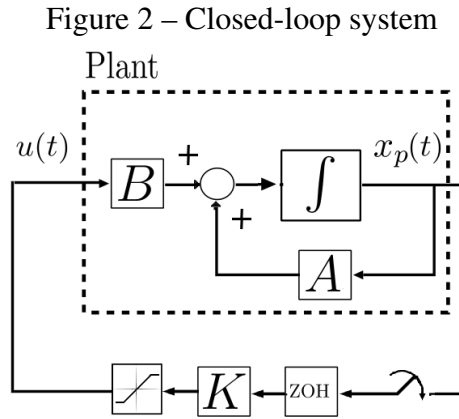 Figure 2 – Closed-loop system
Plant
u(t)
B
+
+
∫
x_p(t)
A
K
ZOH